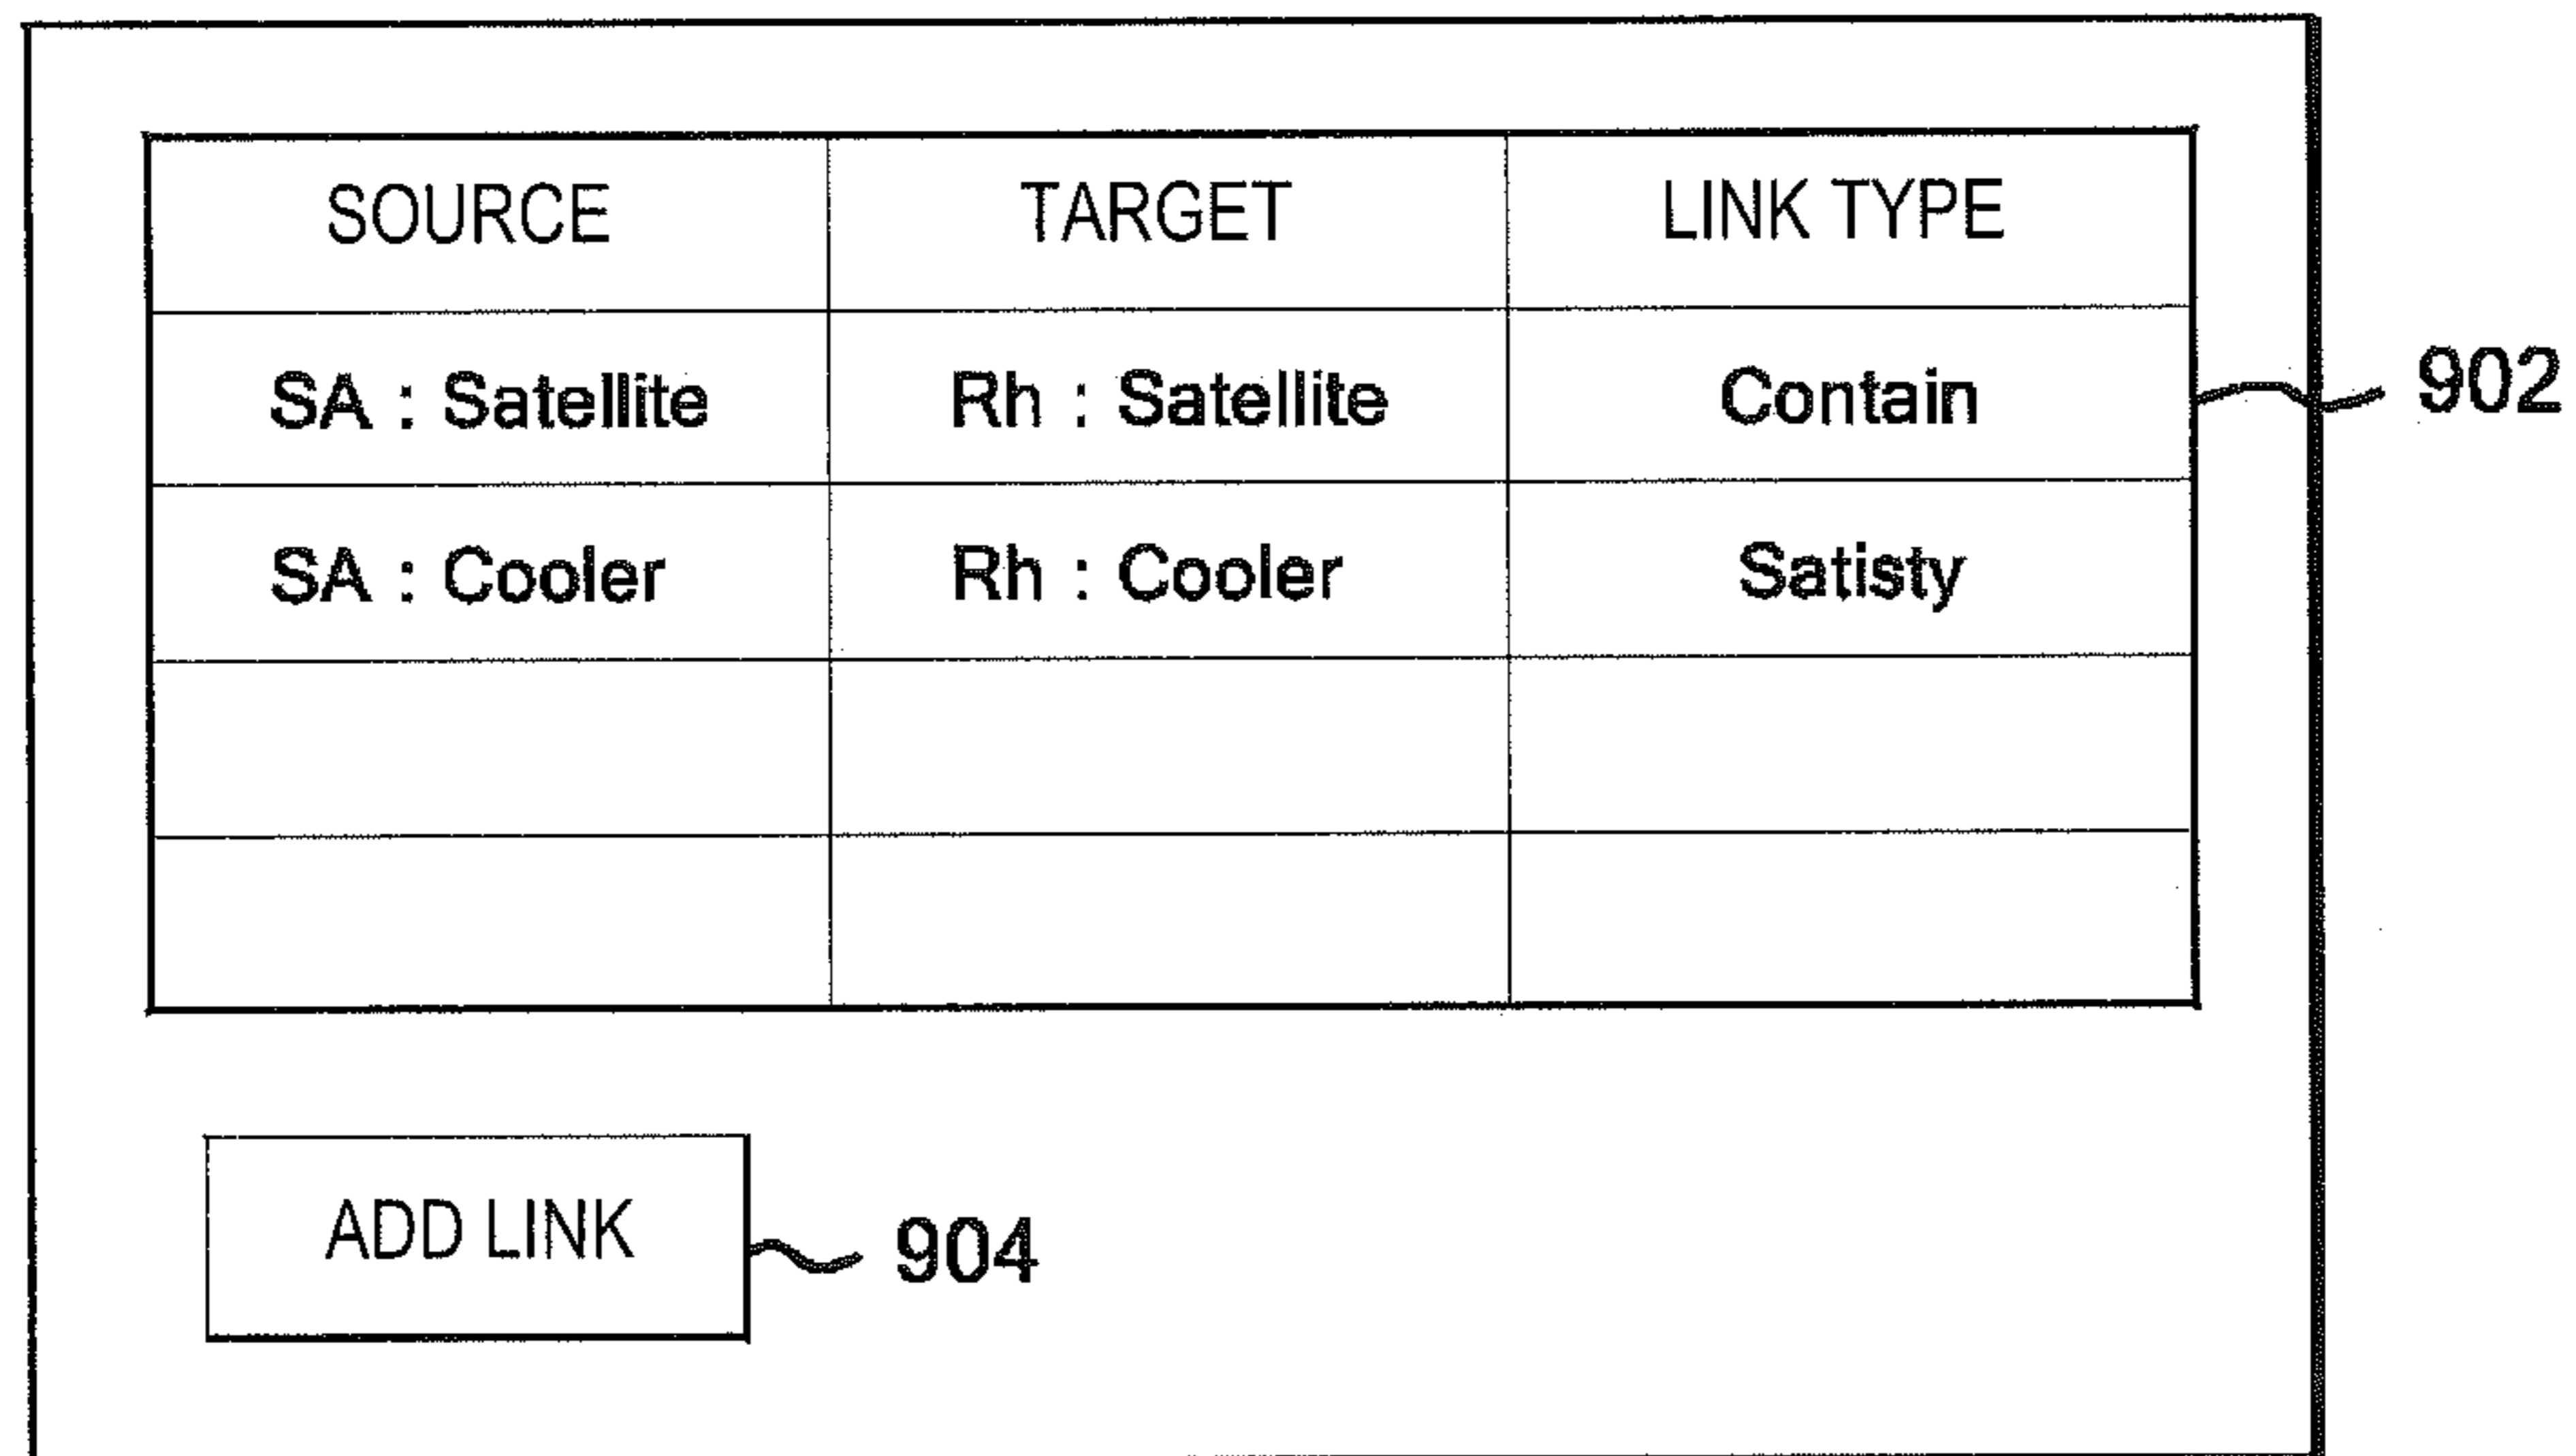 SOURCE TARGET LINK TYPE
SA : Satellite Rh : Satellite Contain
902
SA : Cooler Rh : Cooler Satisty
ADD LINK
904